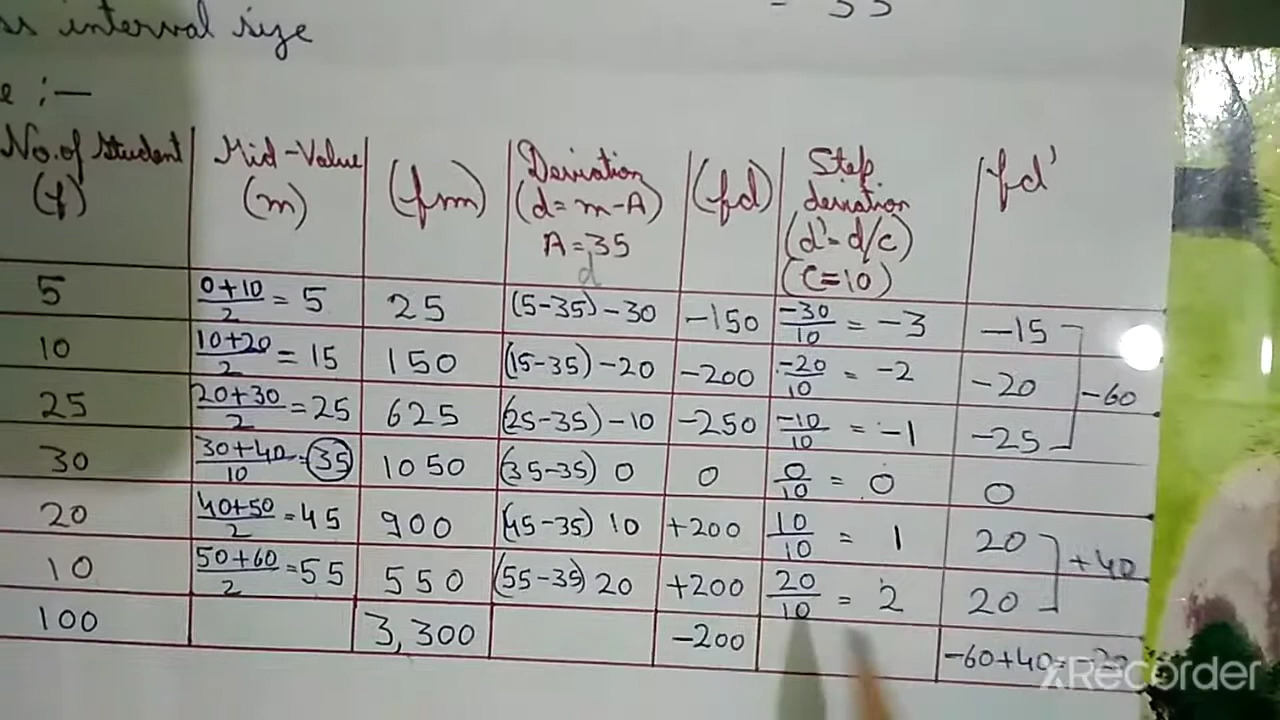 = 33
ss interval size
e :—
No. of Student (f) | Mid-Value (m) | (fm) | Deviation (d = m-A) A = 35 d | (fd) | Step deviation (d' = d/c) (C=10) | fd'
5 | 0+10/2 = 5 | 25 | (5-35) -30 | -150 | -30/10 = -3 | -15
10 | 10+20/2 = 15 | 150 | (15-35) -20 | -200 | -20/10 = -2 | -20 | -60
25 | 20+30/2 = 25 | 625 | (25-35) -10 | -250 | -10/10 = -1 | -25
30 | 30+40/10 = 35 | 1050 | (35-35) 0 | 0 | 0/10 = 0 | 0
20 | 40+50/2 = 45 | 900 | (45-35) 10 | +200 | 10/10 = 1 | 20 | +40
10 | 50+60/2 = 55 | 550 | (55-35) 20 | +200 | 20/10 = 2 | 20
100 | 3,300 | -200 | -60+40=
XRecorder